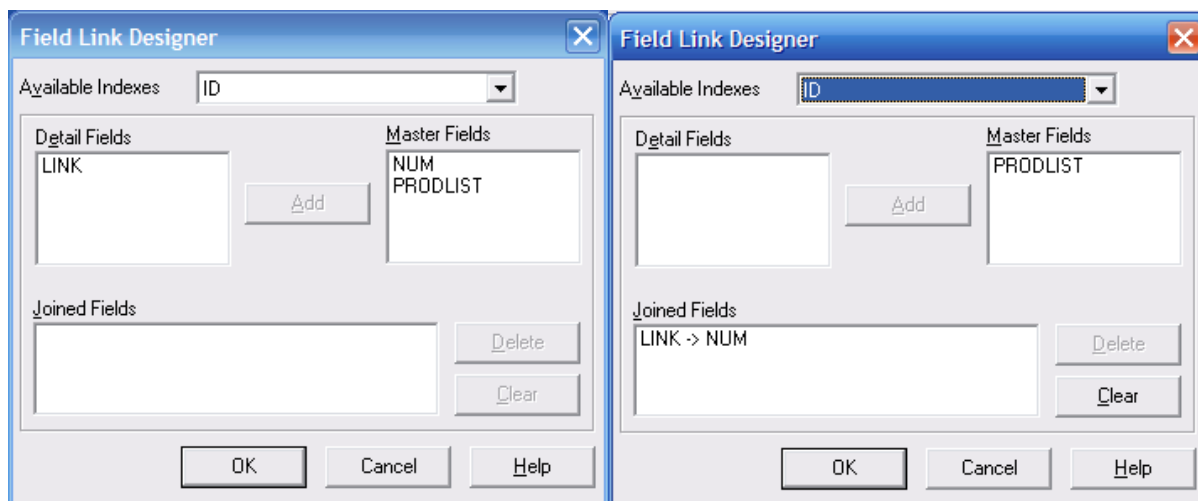 Field Link Designer
Available Indexes ID
Detail Fields
Master Fields
LINK
NUM
PRODLIST
Add
Joined Fields
Delete
Clear
OK Cancel Help
Field Link Designer
Available Indexes ID
Detail Fields
Master Fields
PRODLIST
Add
Joined Fields
LINK -> NUM
Delete
Clear
OK Cancel Help